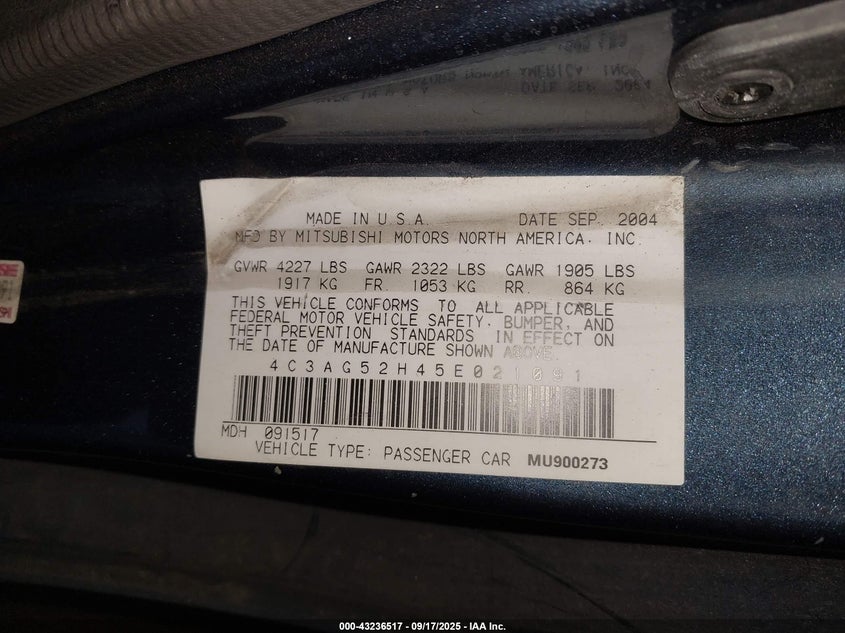 MADE IN U.S.A. DATE SEP. 2004
MFD BY MITSUBISHI MOTORS NORTH AMERICA. INC.
GVWR 4227 LBS GAWR 2322 LBS GAWR 1905 LBS
1917 KG FR. 1053 KG RR. 864 KG
THIS VEHICLE CONFORMS TO ALL APPLICABLE
FEDERAL MOTOR VEHICLE SAFETY, BUMPER, AND
THEFT PREVENTION STANDARDS IN EFFECT ON
THE DATE OF MANUFACTURE SHOWN ABOVE.
4C3AG52H45E021091
MDH 091517
VEHICLE TYPE: PASSENGER CAR MU900273
000-43236517 - 09/17/2025 - IAA Inc.